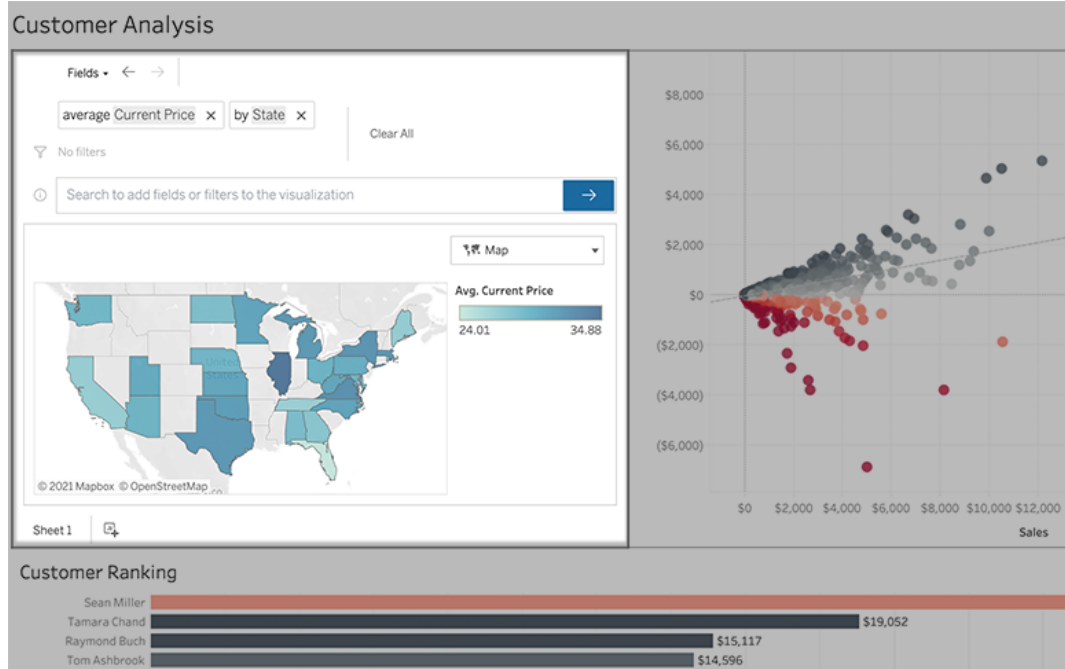 Customer Analysis
Fields
average Current Price ×
by State ×
Clear All
No filters
Search to add fields or filters to the visualization
Map
Avg. Current Price
24.01 34.88
United
States
© 2021 Mapbox © OpenStreetMap
Sheet 1
$8,000
$6,000
$4,000
$2,000
$0
($2,000)
($4,000)
($6,000)
$0 $2,000 $4,000 $6,000 $8,000 $10,000 $12,000
Sales
Customer Ranking
Sean Miller
Tamara Chand $19,052
Raymond Buch $15,117
Tom Ashbrook $14,596